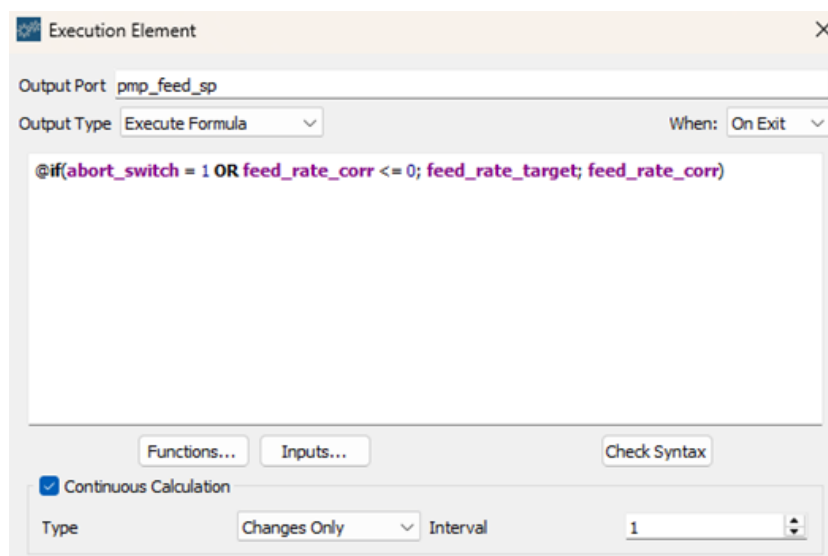 Execution Element
Output Port pmp_feed_sp
Output Type Execute Formula When: On Exit
@if(abort_switch = 1 OR feed_rate_corr <= 0; feed_rate_target; feed_rate_corr)
Functions... Inputs... Check Syntax
Continuous Calculation
Type Changes Only Interval 1